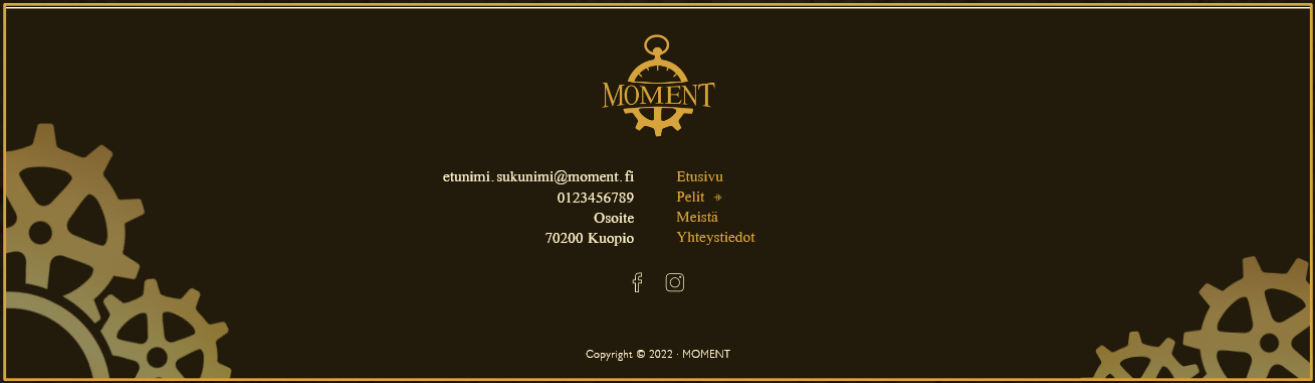 MOMENT
etunimi.sukunimi@moment.fi
0123456789
Osoite
70200 Kuopio
Etusivu
Pelit
Meistä
Yhteystiedot
Copyright © 2022 · MOMENT